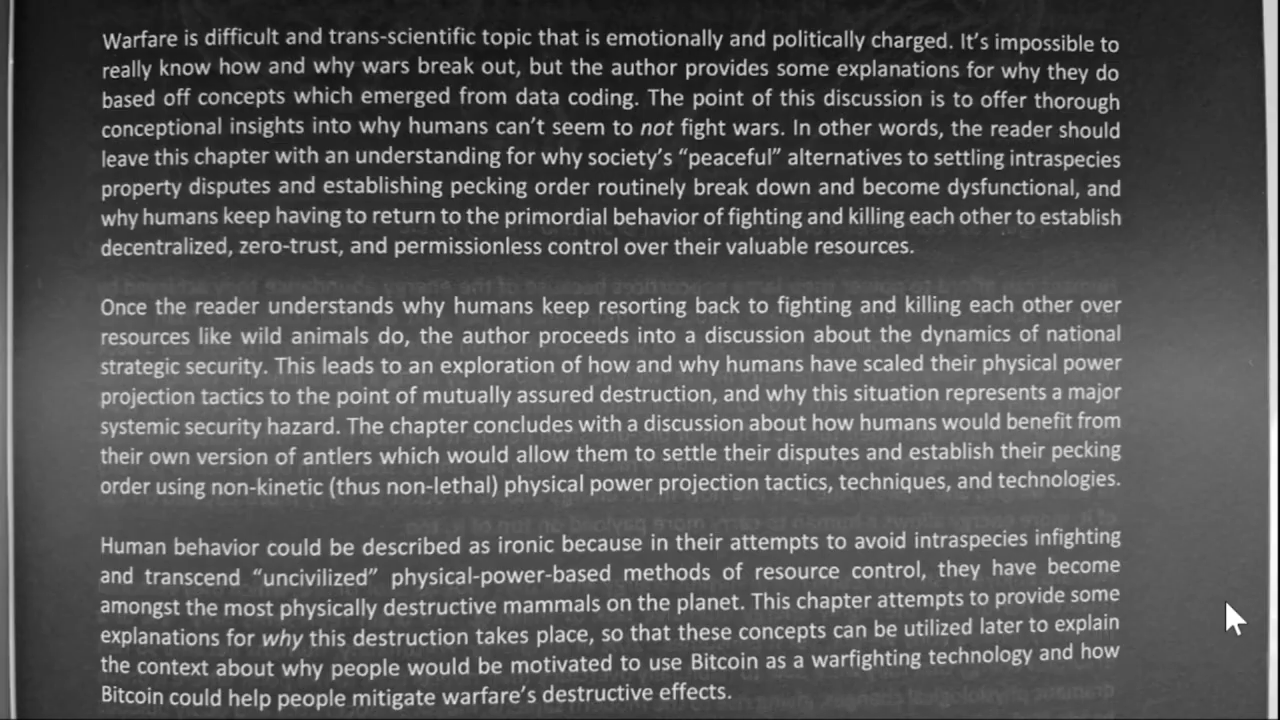 Warfare is difficult and trans-scientific topic that is emotionally and politically charged. It's impossible to
really know how and why wars break out, but the author provides some explanations for why they do
based off concepts which emerged from data coding. The point of this discussion is to offer thorough
conceptional insights into why humans can't seem to not fight wars. In other words, the reader should
leave this chapter with an understanding for why society's “peaceful” alternatives to settling intraspecies
property disputes and establishing pecking order routinely break down and become dysfunctional, and
why humans keep having to return to the primordial behavior of fighting and killing each other to establish
decentralized, zero-trust, and permissionless control over their valuable resources.
Once the reader understands why humans keep resorting back to fighting and killing each other over
resources like wild animals do, the author proceeds into a discussion about the dynamics of national
strategic security. This leads to an exploration of how and why humans have scaled their physical power
projection tactics to the point of mutually assured destruction, and why this situation represents a major
systemic security hazard. The chapter concludes with a discussion about how humans would benefit from
their own version of antlers which would allow them to settle their disputes and establish their pecking
order using non-kinetic (thus non-lethal) physical power projection tactics, techniques, and technologies.
Human behavior could be described as ironic because in their attempts to avoid intraspecies infighting
and transcend “uncivilized” physical-power-based methods of resource control, they have become
amongst the most physically destructive mammals on the planet. This chapter attempts to provide some
explanations for why this destruction takes place, so that these concepts can be utilized later to explain
the context about why people would be motivated to use Bitcoin as a warfighting technology and how
Bitcoin could help people mitigate warfare's destructive effects.